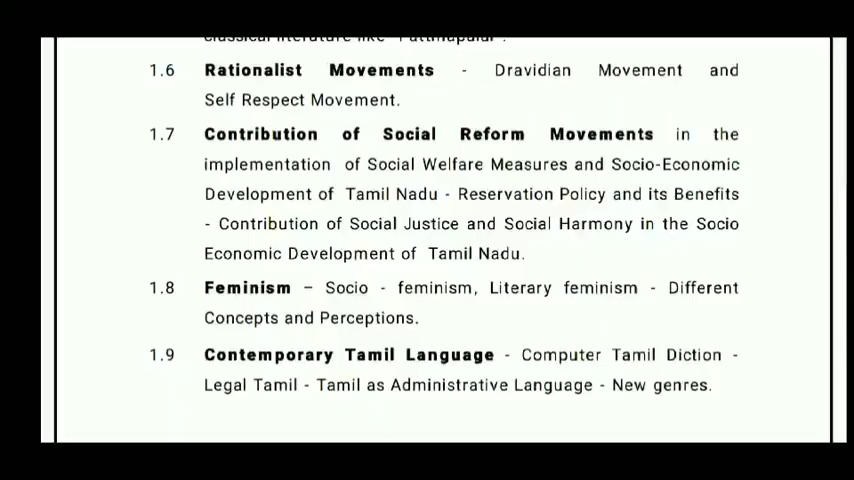 1.6 Rationalist Movements - Dravidian Movement and
Self Respect Movement.
1.7 Contribution of Social Reform Movements in the
implementation of Social Welfare Measures and Socio-Economic
Development of Tamil Nadu - Reservation Policy and its Benefits
- Contribution of Social Justice and Social Harmony in the Socio
Economic Development of Tamil Nadu.
1.8 Feminism – Socio - feminism, Literary feminism - Different
Concepts and Perceptions.
1.9 Contemporary Tamil Language - Computer Tamil Diction -
Legal Tamil - Tamil as Administrative Language - New genres.